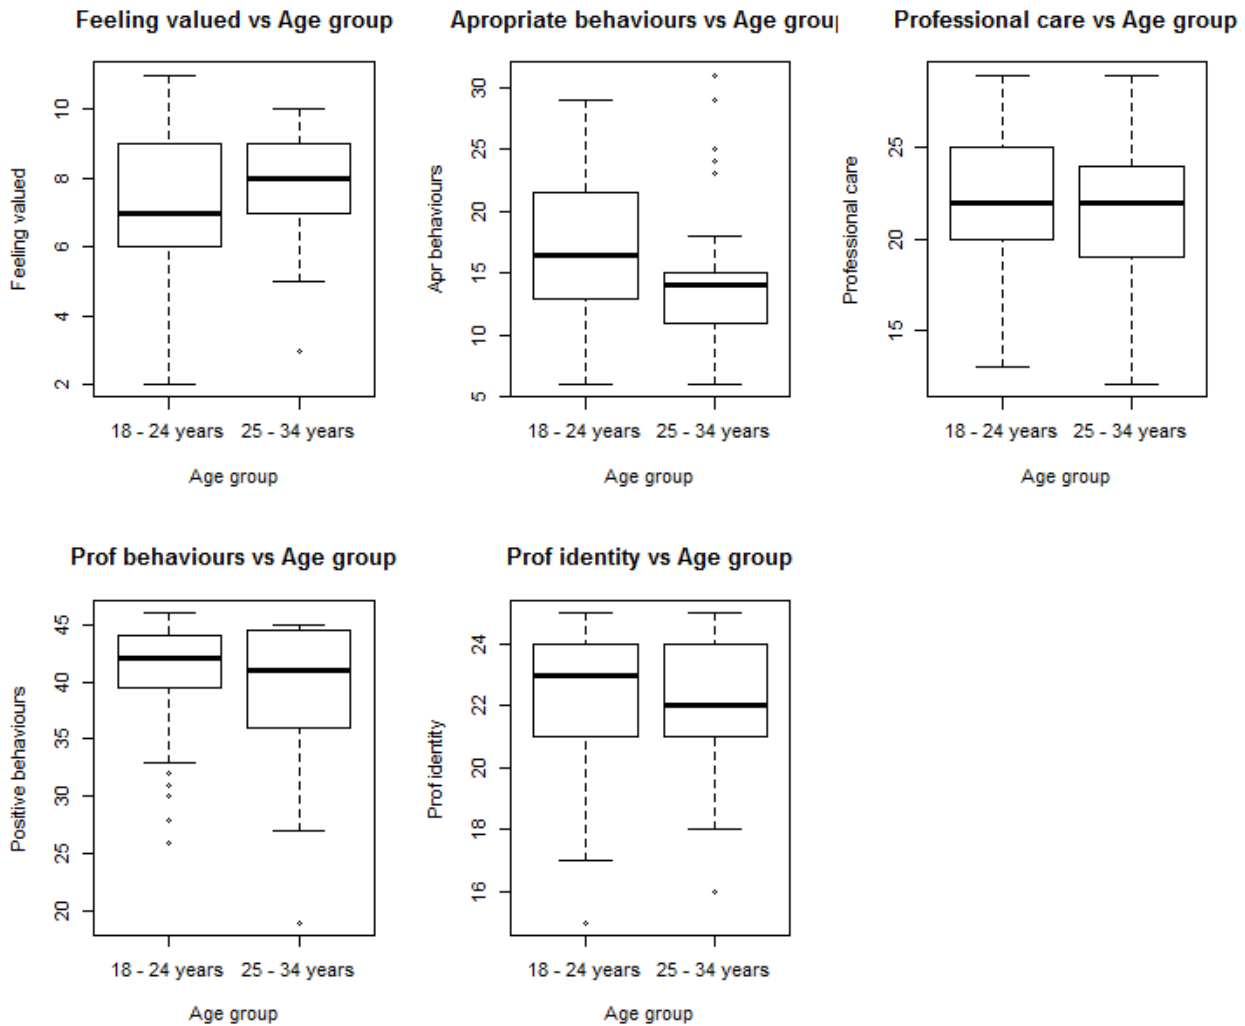 Feeling valued vs Age group
Feeling valued
10
8
6
4
2
18 - 24 years 25 - 34 years
Age group
Apropriate behaviours vs Age grou
Apr behaviours
30
25
20
15
10
5
18 - 24 years 25 - 34 years
Age group
Professional care vs Age group
Professional care
25
20
15
18 - 24 years 25 - 34 years
Age group
Prof behaviours vs Age group
Positive behaviours
45
40
35
30
25
20
18 - 24 years 25 - 34 years
Age group
Prof identity vs Age group
Prof identity
24
22
20
18
16
18 - 24 years 25 - 34 years
Age group